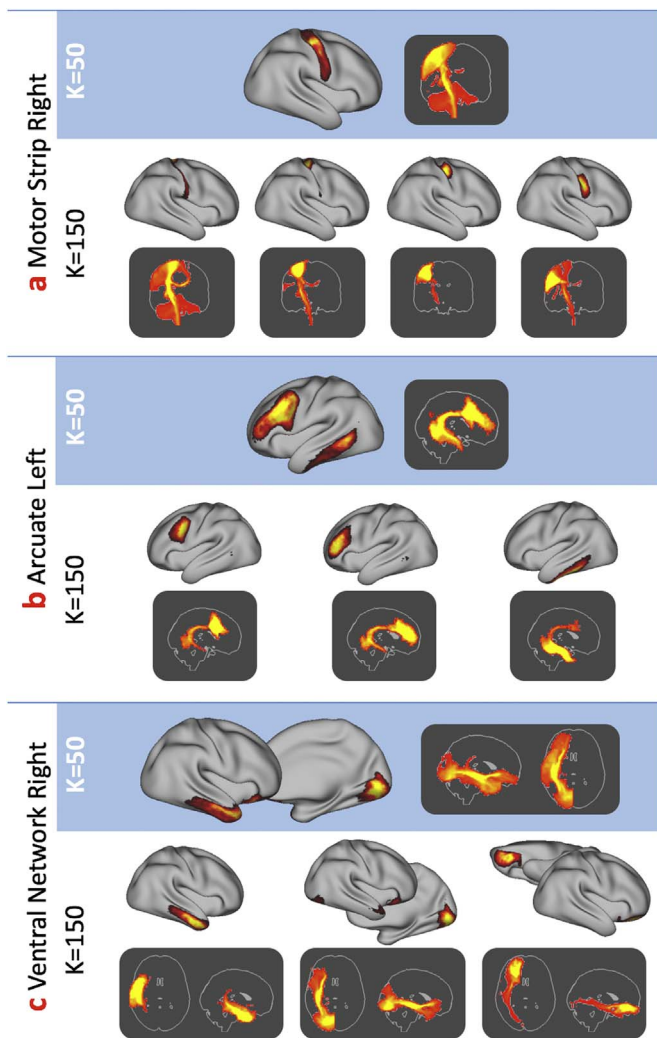 a Motor Strip Right
K=50
K=150
b Arcuate Left
K=50
K=150
c Ventral Network Right
K=50
K=150